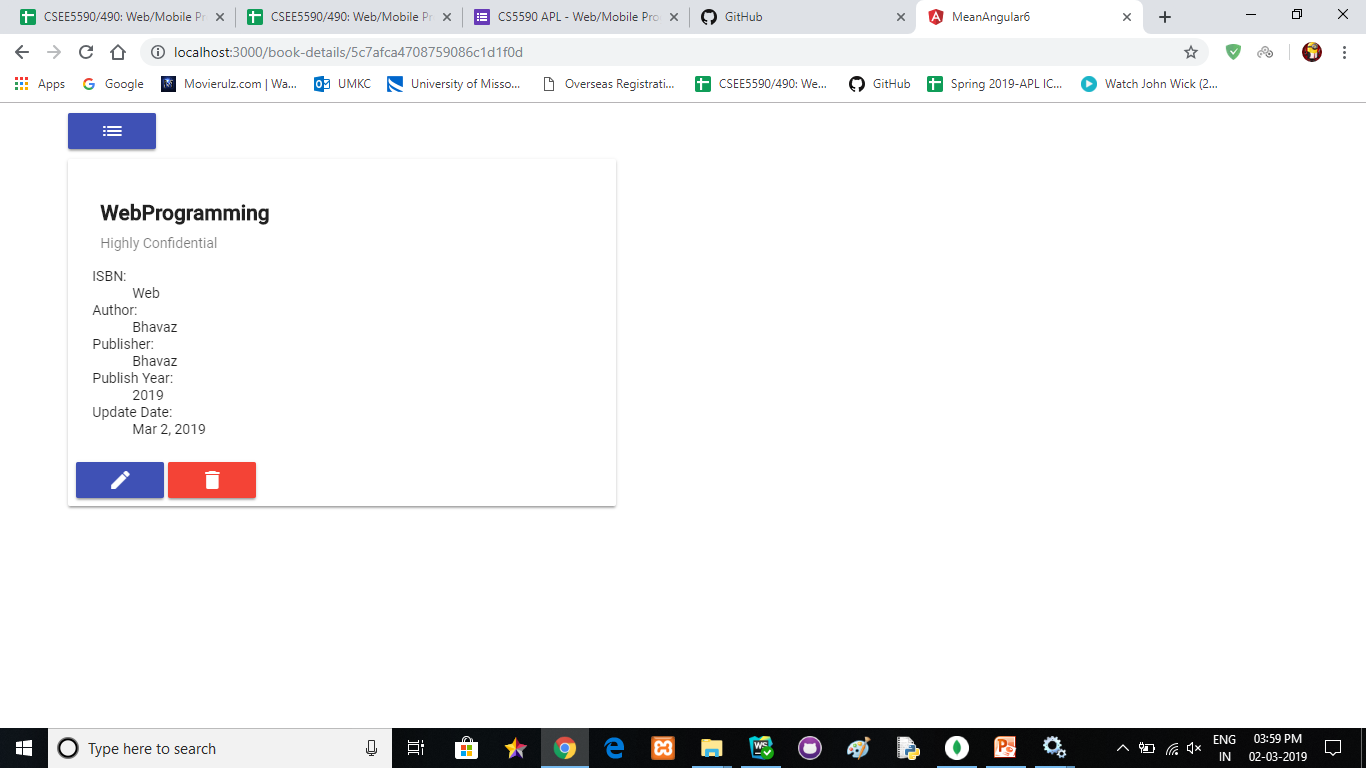 CSEE5590/490: Web/Mobile Pr
CSEE5590/490: Web/Mobile Pr
CS5590 APL - Web/Mobile Pro
GitHub
MeanAngular6
localhost:3000/book-details/5c7afca4708759086c1d1f0d
Apps
Google
Movierulz.com | Wa...
UMKC
University of Misso...
Overseas Registrati...
CSEE5590/490: We...
GitHub
Spring 2019-APL IC...
Watch John Wick (2...
WebProgramming
Highly Confidential
ISBN:
Web
Author:
Bhavaz
Publisher:
Bhavaz
Publish Year:
2019
Update Date:
Mar 2, 2019
Type here to search
ENG
IN
03:59 PM
02-03-2019